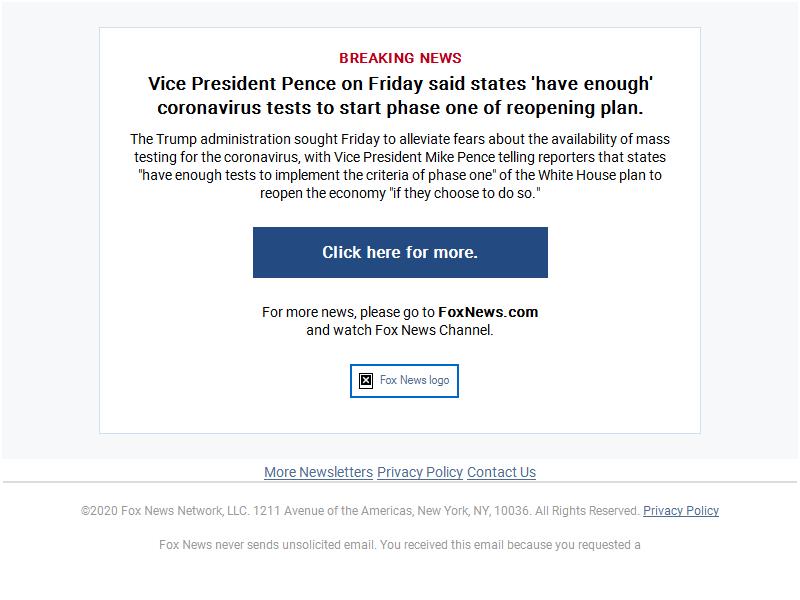 BREAKING NEWS
Vice President Pence on Friday said states 'have enough'
coronavirus tests to start phase one of reopening plan.
The Trump administration sought Friday to alleviate fears about the availability of mass
testing for the coronavirus, with Vice President Mike Pence telling reporters that states
"have enough tests to implement the criteria of phase one" of the White House plan to
reopen the economy "if they choose to do so."
Click here for more.
For more news, please go to FoxNews.com
and watch Fox News Channel.
Fox News logo
More Newsletters Privacy Policy Contact Us
©2020 Fox News Network, LLC. 1211 Avenue of the Americas, New York, NY, 10036. All Rights Reserved. Privacy Policy
Fox News never sends unsolicited email. You received this email because you requested a